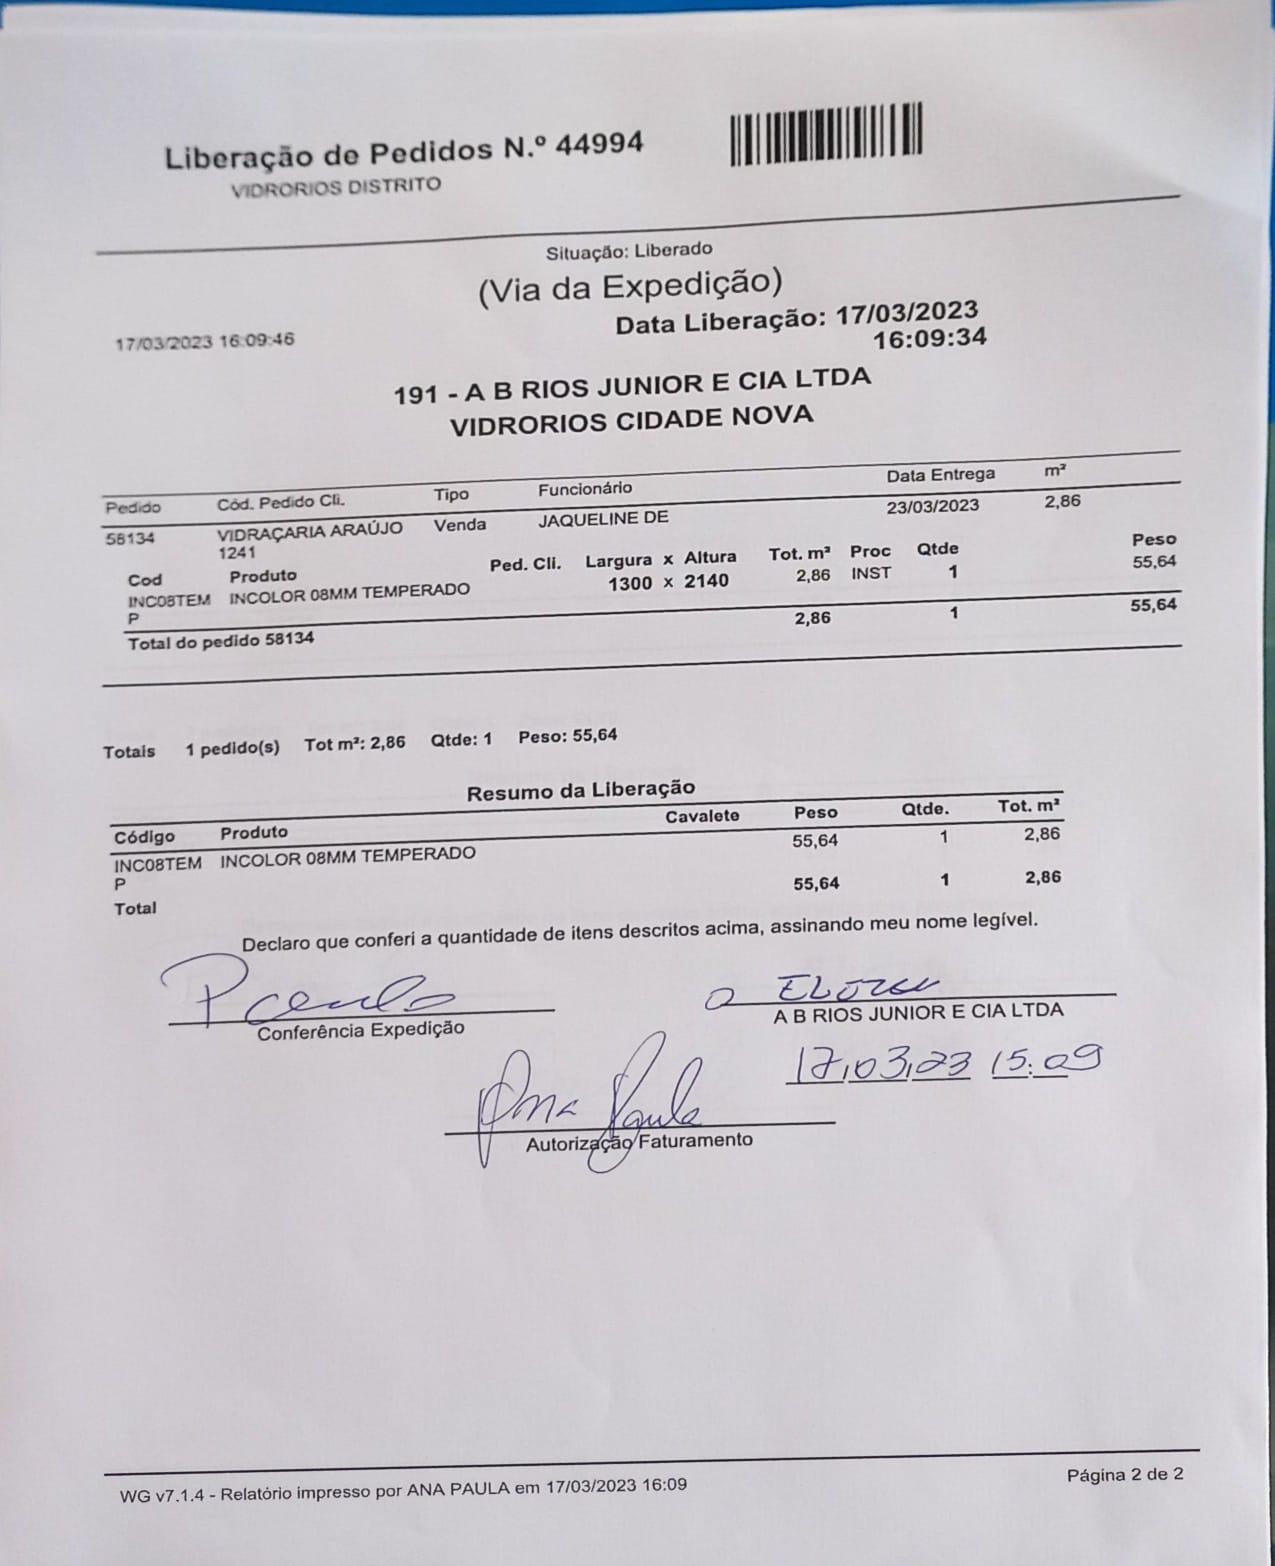 Liberação de Pedidos N.º 44994
VIDRORIOS DISTRITO
Situação: Liberado
(Via da Expedição)
17/03/2023 16:09:46
Data Liberação: 17/03/2023
16:09:34
191 - A B RIOS JUNIOR E CIA LTDA
VIDRORIOS CIDADE NOVA
Pedido Cód. Pedido Cli. Tipo Funcionário Data Entrega m²
58134 VIDRAÇARIA ARAÚJO Venda JAQUELINE DE 23/03/2023 2,86
1241
Cod Produto Ped. Cli. Largura x Altura Tot. m² Proc Qtde Peso
INC08TEM INCOLOR 08MM TEMPERADO 1300 x 2140 2,86 INST 1 55,64
P
Total do pedido 58134 2,86 1 55,64
Totais 1 pedido(s) Tot m²: 2,86 Qtde: 1 Peso: 55,64
Resumo da Liberação
Código Produto Cavalete Peso Qtde. Tot. m²
INC08TEM INCOLOR 08MM TEMPERADO 55,64 1 2,86
P
Total 55,64 1 2,86
Declaro que conferi a quantidade de itens descritos acima, assinando meu nome legível.
Conferência Expedição
A B RIOS JUNIOR E CIA LTDA
17,03,23 15:09
Ana Paula
Autorização Faturamento
WG v7.1.4 - Relatório impresso por ANA PAULA em 17/03/2023 16:09
Página 2 de 2